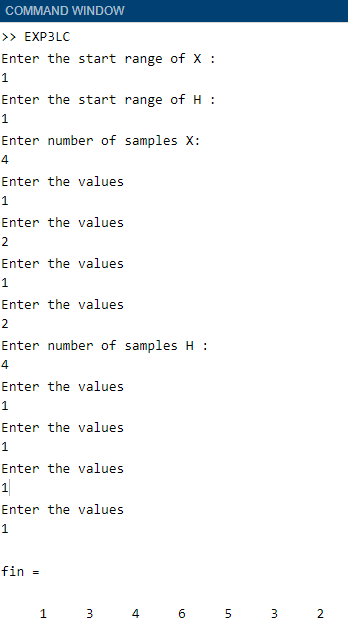 COMMAND WINDOW
>> EXP3LC
Enter the start range of X :
1
Enter the start range of H :
1
Enter number of samples X:
4
Enter the values
1
Enter the values
2
Enter the values
1
Enter the values
2
Enter number of samples H :
4
Enter the values
1
Enter the values
1
Enter the values
1
Enter the values
1
fin =
1 3 4 6 5 3 2